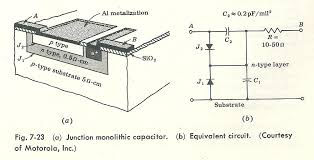 Al metallization
A
B
p type
n type, 0.5Ω-cm
p-type substrate 5Ω-cm
J₂
J₁
SiO₂
(a)
C₂ ≈ 0.2 pF/mil²
A
B
C₂
R =
10-50Ω
J₂
n-type layer
J₁
C₁
Substrate
(b)
Fig. 7-23 (a) Junction monolithic capacitor. (b) Equivalent circuit. (Courtesy
of Motorola, Inc.)